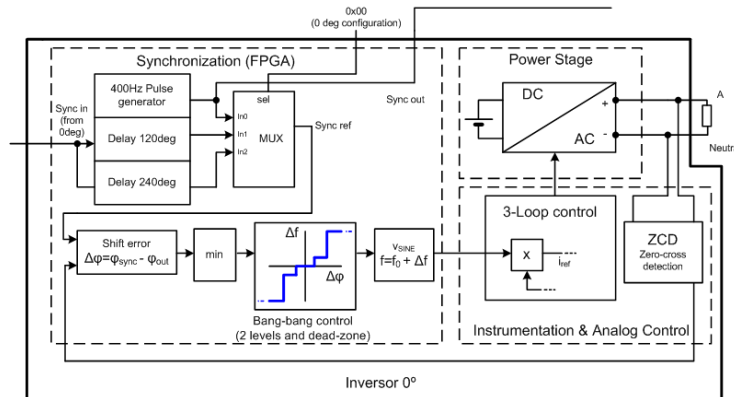 0x00
(0 deg configuration)
Synchronization (FPGA)
Power Stage
400Hz Pulse
generator
sel
Sync out
DC
+
A
Sync in
(from
0deg)
In0
Delay 120deg
In1
MUX
Sync ref
AC
-
Neutra
Delay 240deg
In2
3-Loop control
Shift error
Δφ=φsync - φout
min
Δf
Δφ
vSINE
f=f0 + Δf
x
iref
ZCD
Zero-cross
detection
Bang-bang control
(2 levels and dead-zone)
Instrumentation & Analog Control
Inversor 0º